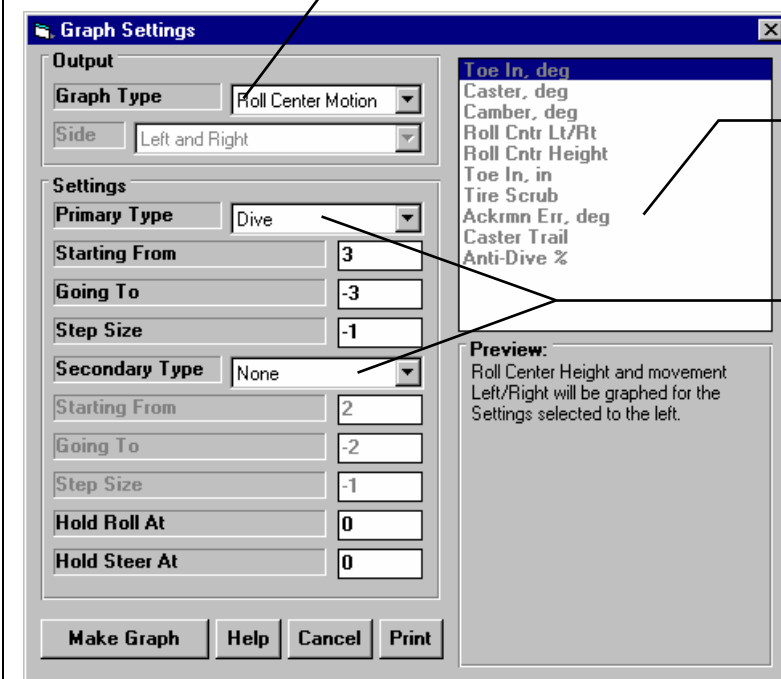 Graph Settings
Output
Graph Type
Roll Center Motion
Side
Left and Right
Settings
Primary Type
Dive
Starting From
3
Going To
-3
Step Size
-1
Secondary Type
None
Starting From
2
Going To
-2
Step Size
-1
Hold Roll At
0
Hold Steer At
0
Make Graph
Help
Cancel
Print
Toe In, deg
Caster, deg
Camber, deg
Roll Cntr Lt/Rt
Roll Cntr Height
Toe In, in
Tire Scrub
Ackrmn Err, deg
Caster Trail
Anti-Dive %
Preview:
Roll Center Height and movement
Left/Right will be graphed for the
Settings selected to the left.